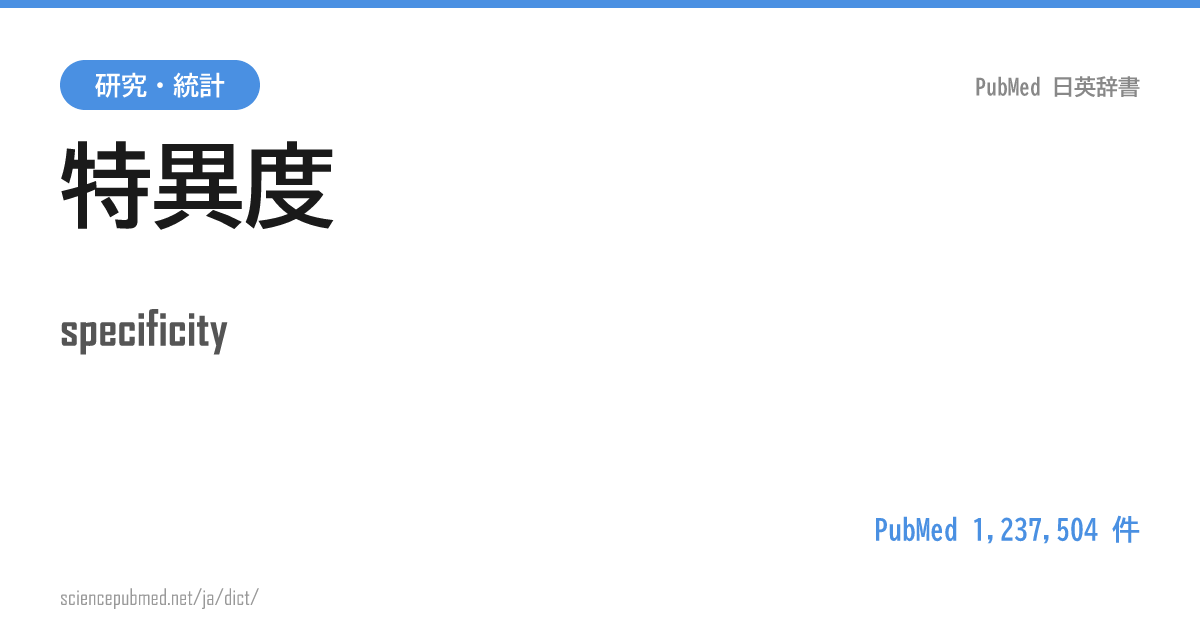 研究・統計
PubMed 日英辞書
特異度
specificity
PubMed 1,237,504 件
sciencepubmed.net/ja/dict/